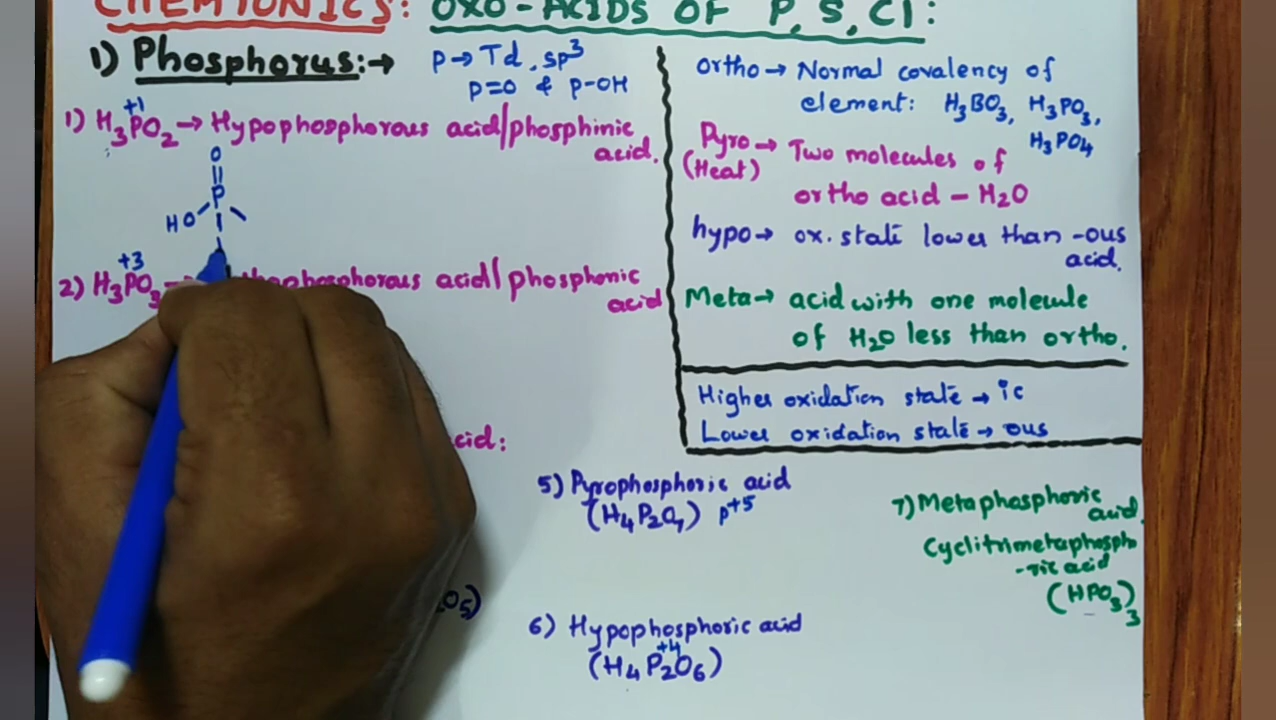 CHEMTONICS: OXO-ACIDS OF P, S, Cl:
1) Phosphorus:→
P→ Td, sp3
P=O & P-OH
1) H3PO2 → Hypophosphorous acid/phosphinic
+1
acid.
O
P
HO
+3
2) H3PO3 phosphorous acid/phosphonic
acid
cid:
O5)
Ortho → Normal covalency of
element: H3BO3, H3PO3,
H3PO4
Pyro → Two molecules of
(Heat)
ortho acid – H2O
hypo → ox. state lower than -ous
acid.
Meta → acid with one molecule
of H2O less than ortho.
Higher oxidation state → ic
Lower oxidation state → ous
5) Pyrophosphoric acid
(H4P2O7) P+5
6) Hypophosphoric acid
+4
(H4P2O6)
7) Metaphosphoric
acid.
Cyclitrimetaphospho
-ric acid
(HPO3)3